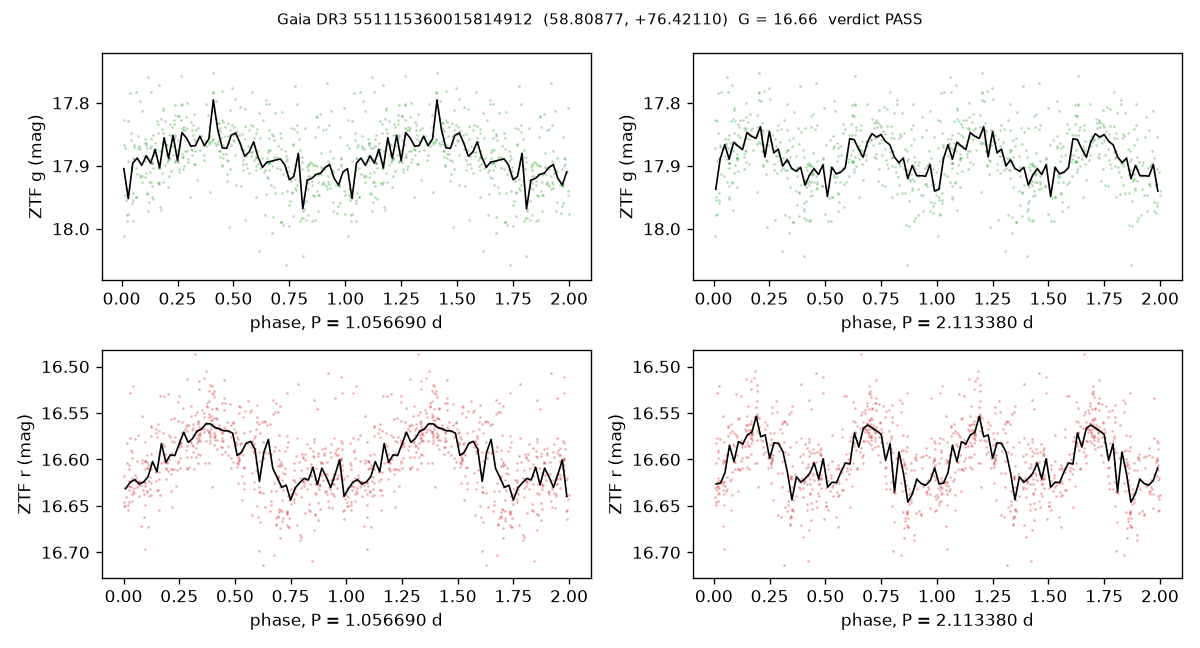 Gaia DR3 551115360015814912  (58.80877, +76.42110)  G = 16.66  verdict PASS
ZTF g (mag)
17.8
17.9
18.0
0.00 0.25 0.50 0.75 1.00 1.25 1.50 1.75 2.00
phase, P = 1.056690 d
ZTF g (mag)
17.8
17.9
18.0
0.00 0.25 0.50 0.75 1.00 1.25 1.50 1.75 2.00
phase, P = 2.113380 d
ZTF r (mag)
16.50
16.55
16.60
16.65
16.70
0.00 0.25 0.50 0.75 1.00 1.25 1.50 1.75 2.00
phase, P = 1.056690 d
ZTF r (mag)
16.50
16.55
16.60
16.65
16.70
0.00 0.25 0.50 0.75 1.00 1.25 1.50 1.75 2.00
phase, P = 2.113380 d